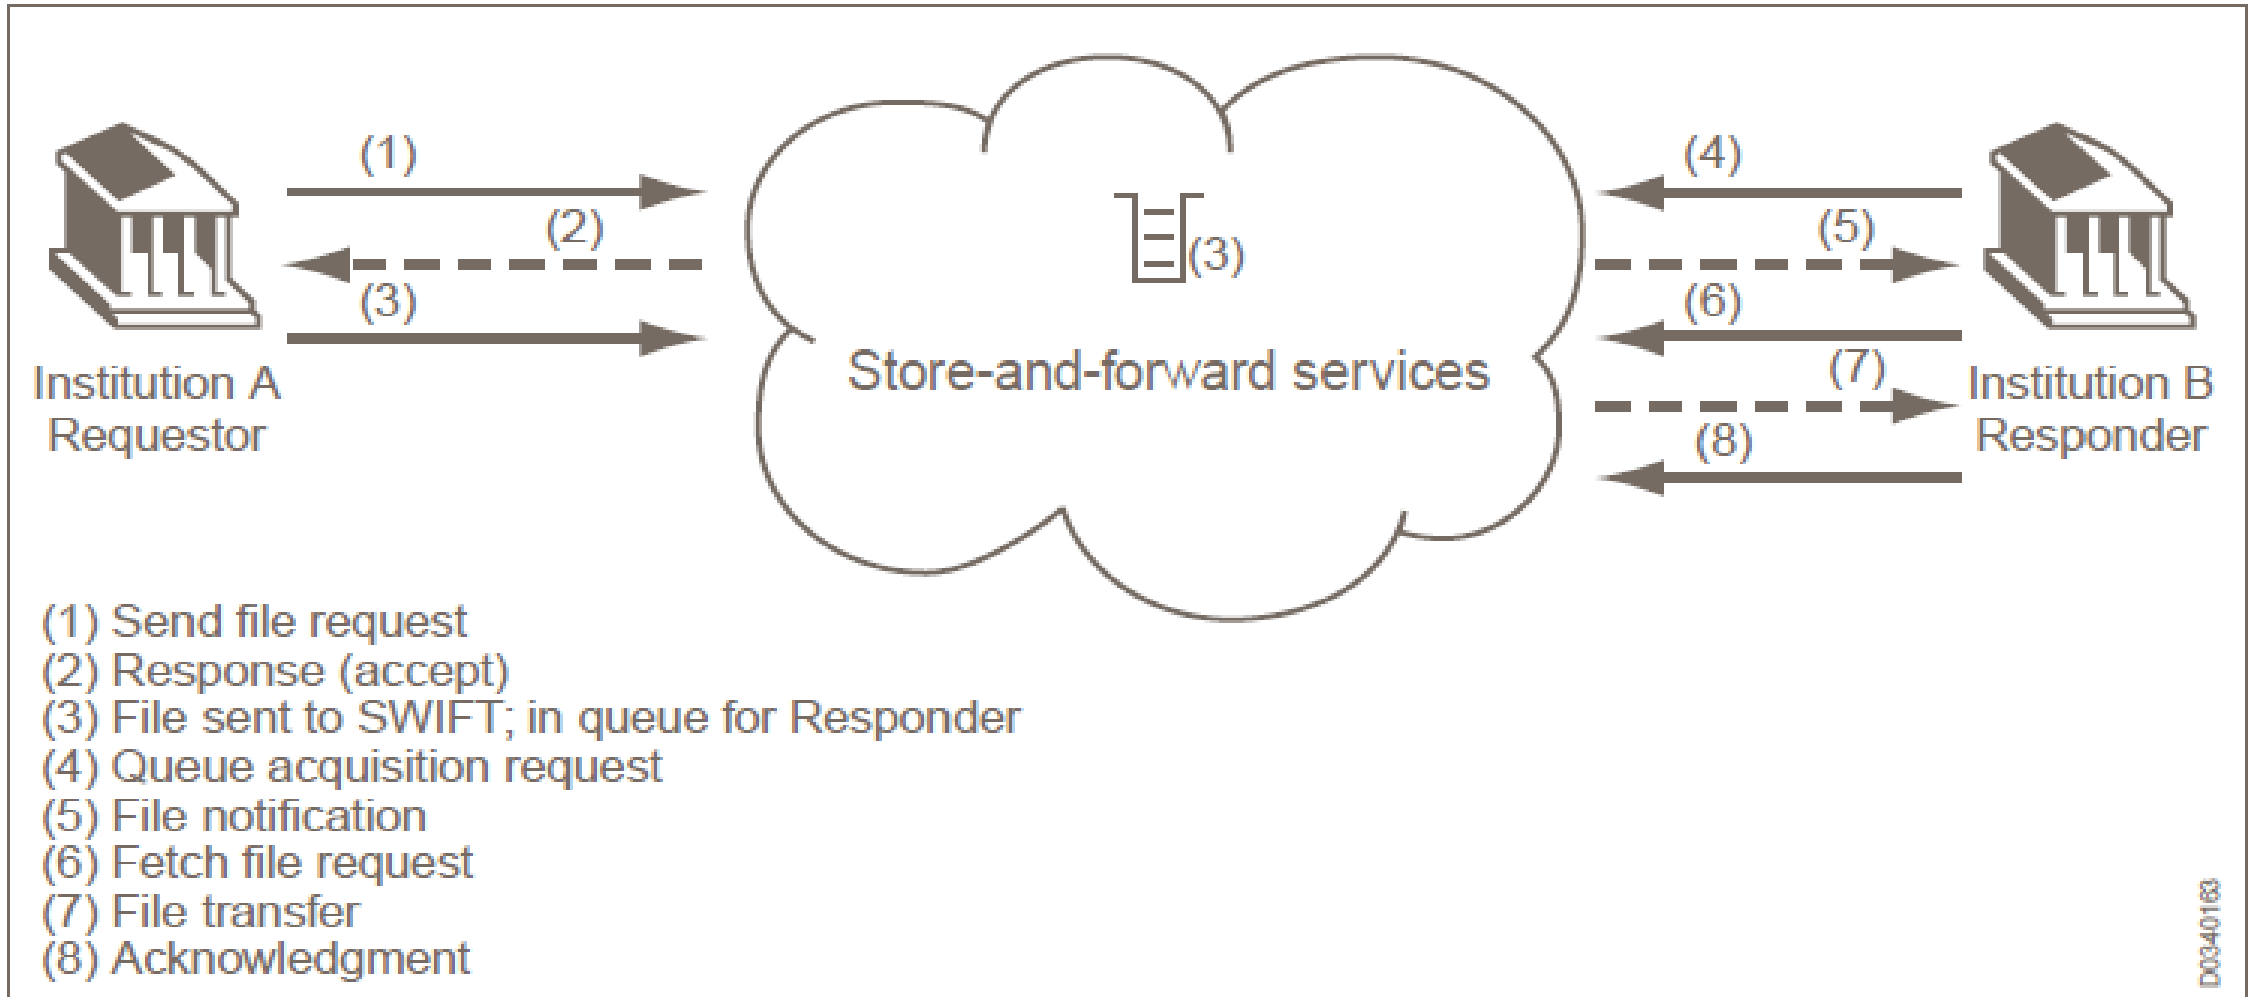 (1)
(2)
(3)
Institution A
Requestor
(3)
Store-and-forward services
(4)
(5)
(6)
(7)
(8)
Institution B
Responder
(1) Send file request
(2) Response (accept)
(3) File sent to SWIFT; in queue for Responder
(4) Queue acquisition request
(5) File notification
(6) Fetch file request
(7) File transfer
(8) Acknowledgment
D0340163